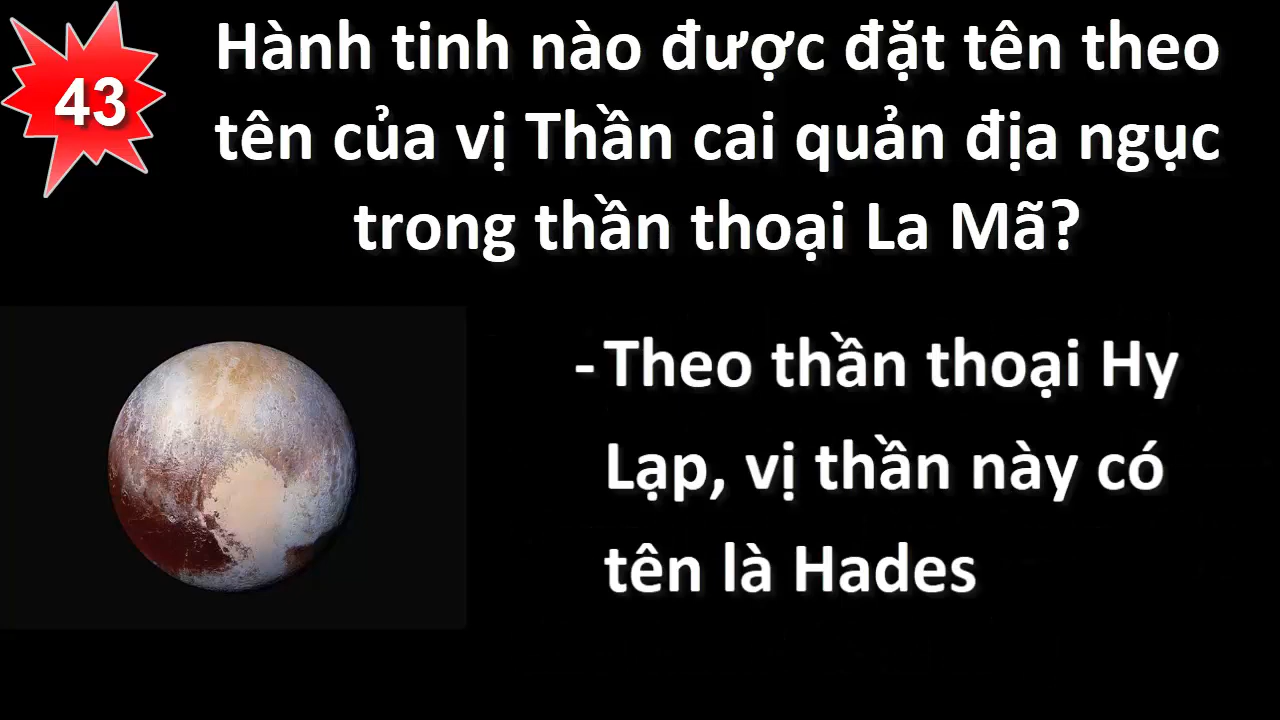 43
Hành tinh nào được đặt tên theo
tên của vị Thần cai quản địa ngục
trong thần thoại La Mã?
- Theo thần thoại Hy
Lạp, vị thần này có
tên là Hades